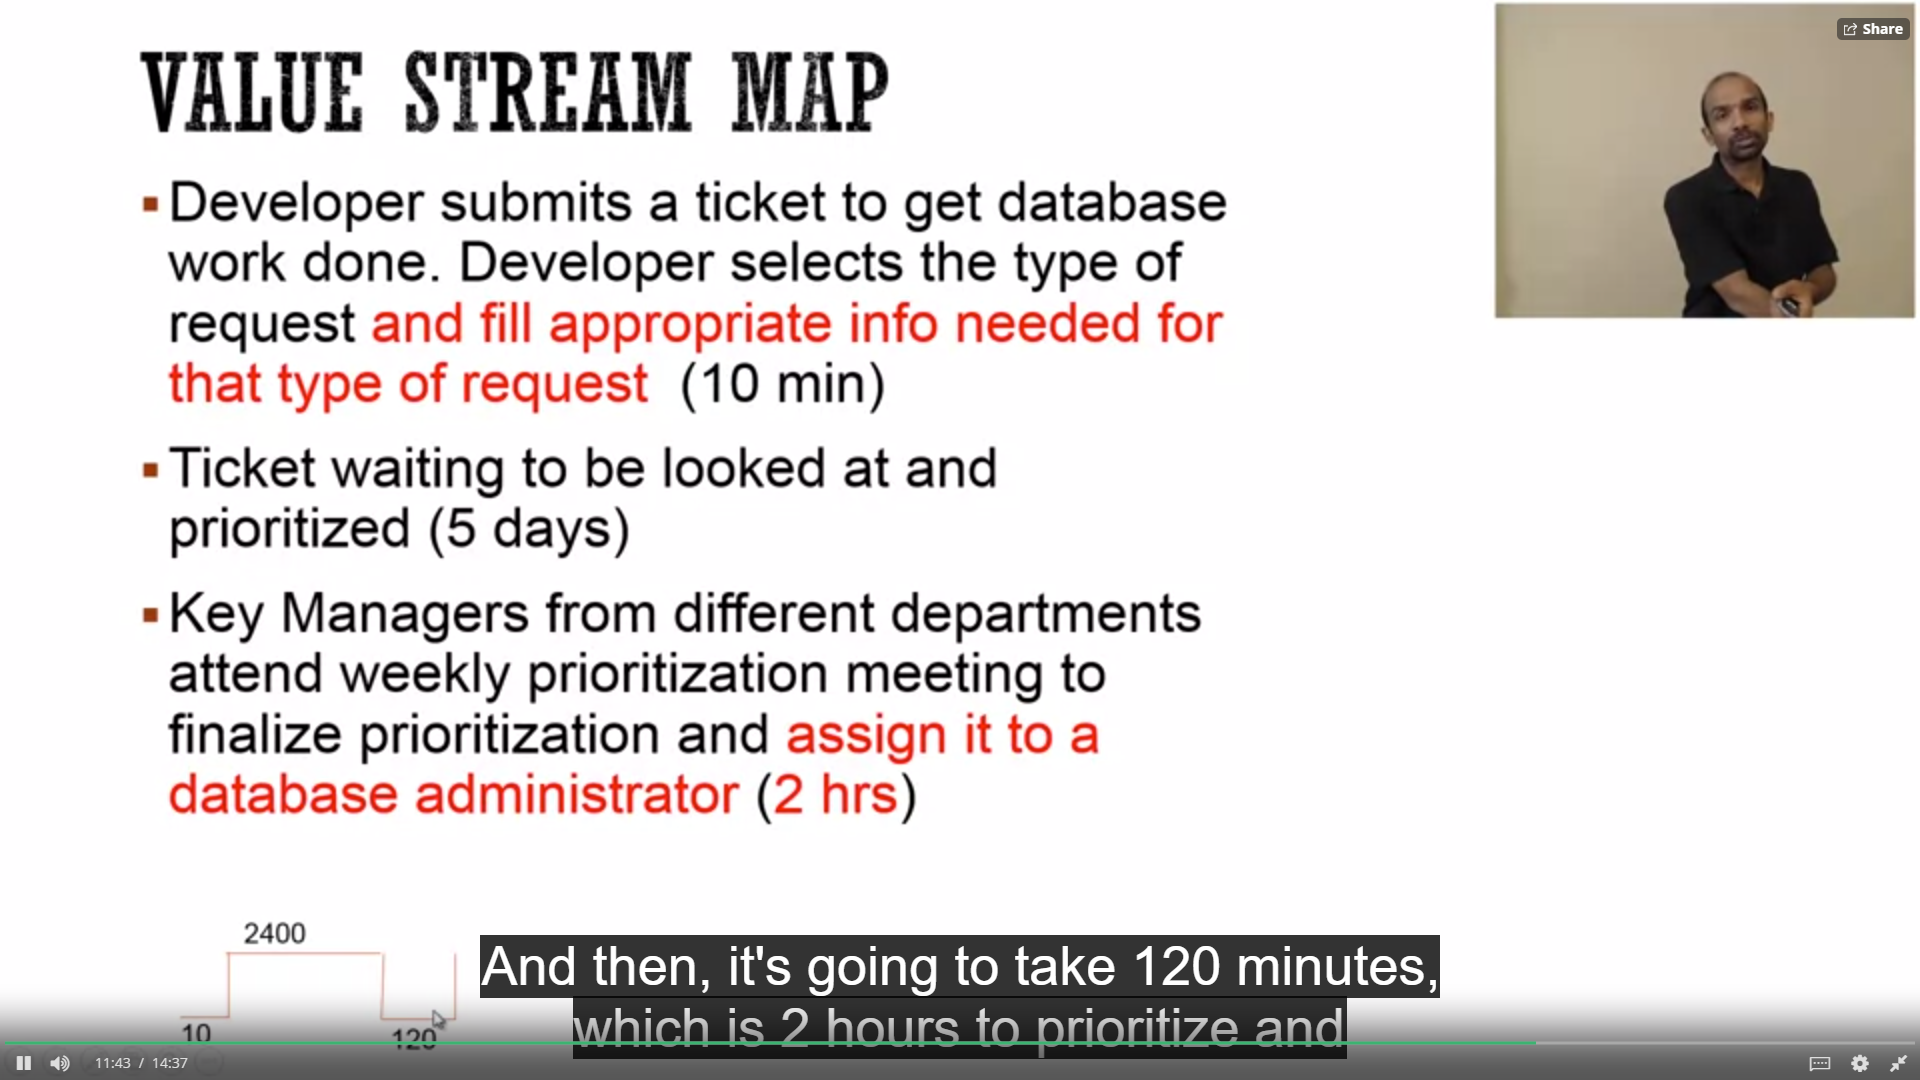 Share
VALUE STREAM MAP
Developer submits a ticket to get database
work done. Developer selects the type of
request and fill appropriate info needed for
that type of request (10 min)
Ticket waiting to be looked at and
prioritized (5 days)
Key Managers from different departments
attend weekly prioritization meeting to
finalize prioritization and assign it to a
database administrator (2 hrs)
2400
10
120
And then, it's going to take 120 minutes,
which is 2 hours to prioritize and
11:43 / 14:37